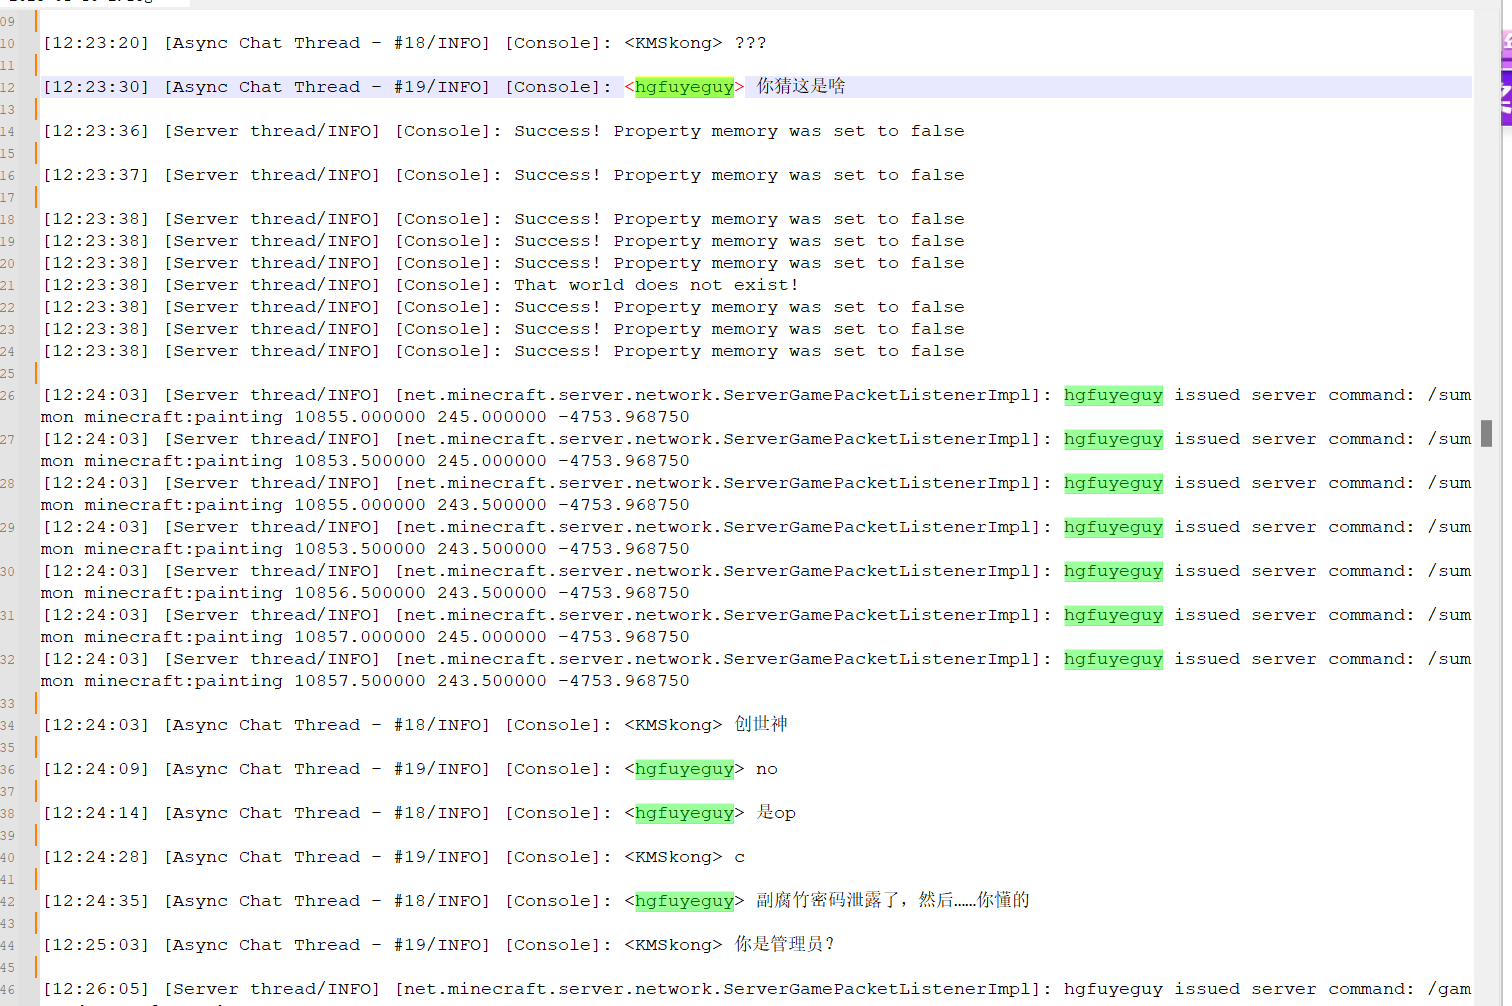 09
10 [12:23:20] [Async Chat Thread - #18/INFO] [Console]: <KMSkong> ???
11
12 [12:23:30] [Async Chat Thread - #19/INFO] [Console]: <hgfuyeguy> 你猜这是啥
13
14 [12:23:36] [Server thread/INFO] [Console]: Success! Property memory was set to false
15
16 [12:23:37] [Server thread/INFO] [Console]: Success! Property memory was set to false
17
18 [12:23:38] [Server thread/INFO] [Console]: Success! Property memory was set to false
19 [12:23:38] [Server thread/INFO] [Console]: Success! Property memory was set to false
20 [12:23:38] [Server thread/INFO] [Console]: Success! Property memory was set to false
21 [12:23:38] [Server thread/INFO] [Console]: That world does not exist!
22 [12:23:38] [Server thread/INFO] [Console]: Success! Property memory was set to false
23 [12:23:38] [Server thread/INFO] [Console]: Success! Property memory was set to false
24 [12:23:38] [Server thread/INFO] [Console]: Success! Property memory was set to false
25
26 [12:24:03] [Server thread/INFO] [net.minecraft.server.network.ServerGamePacketListenerImpl]: hgfuyeguy issued server command: /sum
mon minecraft:painting 10855.000000 245.000000 -4753.968750
27 [12:24:03] [Server thread/INFO] [net.minecraft.server.network.ServerGamePacketListenerImpl]: hgfuyeguy issued server command: /sum
mon minecraft:painting 10853.500000 245.000000 -4753.968750
28 [12:24:03] [Server thread/INFO] [net.minecraft.server.network.ServerGamePacketListenerImpl]: hgfuyeguy issued server command: /sum
mon minecraft:painting 10855.000000 243.500000 -4753.968750
29 [12:24:03] [Server thread/INFO] [net.minecraft.server.network.ServerGamePacketListenerImpl]: hgfuyeguy issued server command: /sum
mon minecraft:painting 10853.500000 243.500000 -4753.968750
30 [12:24:03] [Server thread/INFO] [net.minecraft.server.network.ServerGamePacketListenerImpl]: hgfuyeguy issued server command: /sum
mon minecraft:painting 10856.500000 243.500000 -4753.968750
31 [12:24:03] [Server thread/INFO] [net.minecraft.server.network.ServerGamePacketListenerImpl]: hgfuyeguy issued server command: /sum
mon minecraft:painting 10857.000000 245.000000 -4753.968750
32 [12:24:03] [Server thread/INFO] [net.minecraft.server.network.ServerGamePacketListenerImpl]: hgfuyeguy issued server command: /sum
mon minecraft:painting 10857.500000 243.500000 -4753.968750
33
34 [12:24:03] [Async Chat Thread - #18/INFO] [Console]: <KMSkong> 创世神
35
36 [12:24:09] [Async Chat Thread - #19/INFO] [Console]: <hgfuyeguy> no
37
38 [12:24:14] [Async Chat Thread - #18/INFO] [Console]: <hgfuyeguy> 是op
39
40 [12:24:28] [Async Chat Thread - #19/INFO] [Console]: <KMSkong> c
41
42 [12:24:35] [Async Chat Thread - #18/INFO] [Console]: <hgfuyeguy> 副腐竹密码泄露了，然后……你懂的
43
44 [12:25:03] [Async Chat Thread - #19/INFO] [Console]: <KMSkong> 你是管理员？
45
46 [12:26:05] [Server thread/INFO] [net.minecraft.server.network.ServerGamePacketListenerImpl]: hgfuyeguy issued server command: /gam